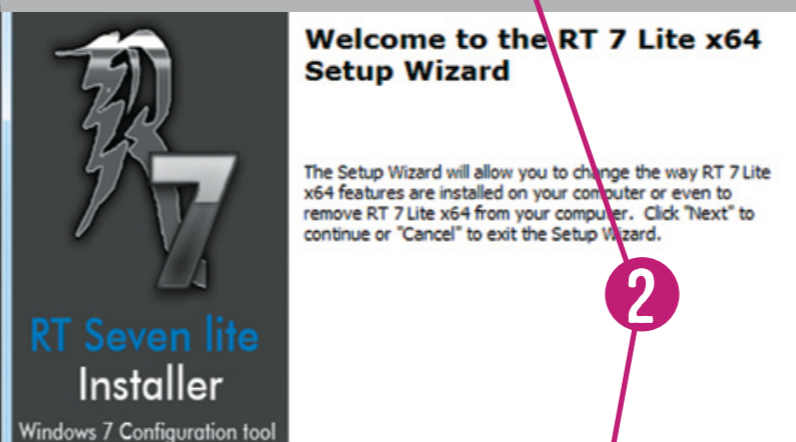 Welcome to the RT 7 Lite x64
Setup Wizard
The Setup Wizard will allow you to change the way RT 7 Lite
x64 features are installed on your computer or even to
remove RT 7 Lite x64 from your computer. Click "Next" to
continue or "Cancel" to exit the Setup Wizard.
2
R
7
RT Seven lite
Installer
Windows 7 Configuration tool